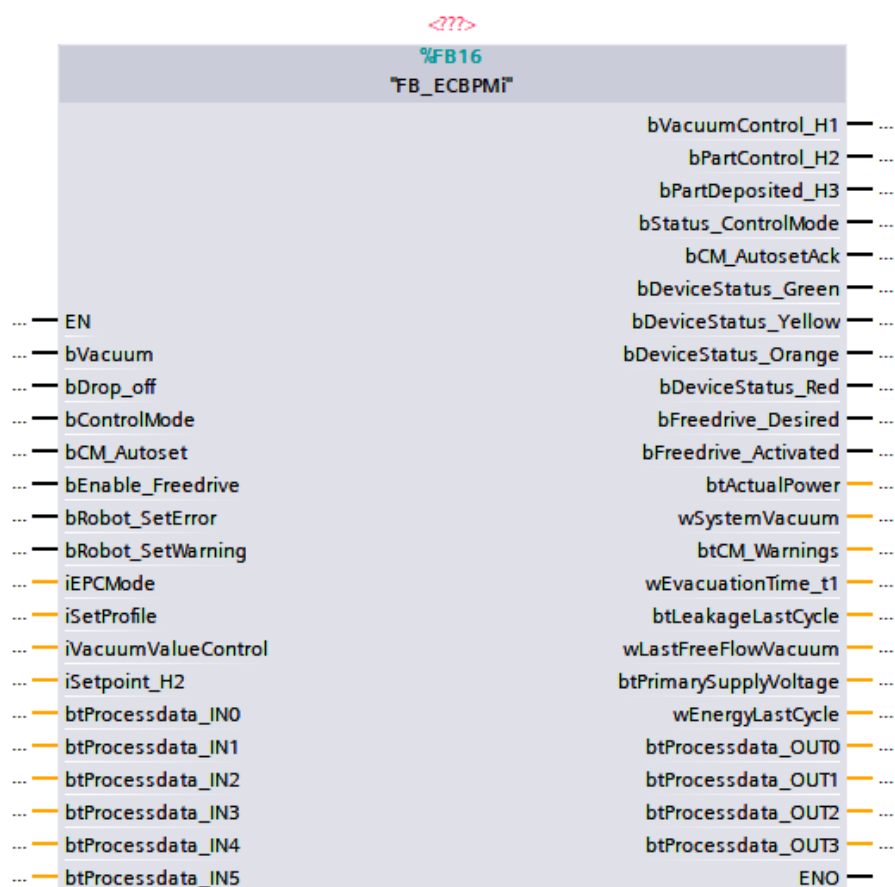 <???>
%FB16
"FB_ECBPMi"
bVacuumControl_H1 ...
bPartControl_H2 ...
bPartDeposited_H3 ...
bStatus_ControlMode ...
bCM_AutosetAck ...
bDeviceStatus_Green ...
... EN bDeviceStatus_Yellow ...
... bVacuum bDeviceStatus_Orange ...
... bDrop_off bDeviceStatus_Red ...
... bControlMode bFreedrive_Desired ...
... bCM_Autoset bFreedrive_Activated ...
... bEnable_Freedrive btActualPower ...
... bRobot_SetError wSystemVacuum ...
... bRobot_SetWarning btCM_Warnings ...
... iEPCMode wEvacuationTime_t1 ...
... iSetProfile btLeakageLastCycle ...
... iVacuumValueControl wLastFreeFlowVacuum ...
... iSetpoint_H2 btPrimarySupplyVoltage ...
... btProcessdata_IN0 wEnergyLastCycle ...
... btProcessdata_IN1 btProcessdata_OUT0 ...
... btProcessdata_IN2 btProcessdata_OUT1 ...
... btProcessdata_IN3 btProcessdata_OUT2 ...
... btProcessdata_IN4 btProcessdata_OUT3 ...
... btProcessdata_IN5 ENO